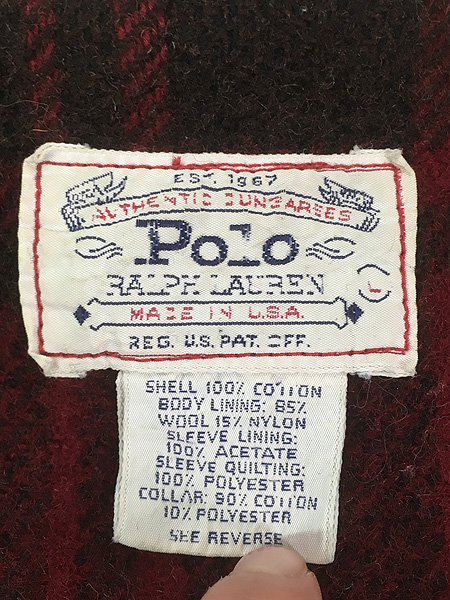 EST. 1967
AUTHENTIC DUNGAREES
Polo
RALPH LAUREN
L
MADE IN U.S.A.
REG. U.S. PAT. OFF.
SHELL 100% COTTON
BODY LINING: 85%
WOOL 15% NYLON
SLEEVE LINING:
100% ACETATE
SLEEVE QUILTING:
100% POLYESTER
COLLAR: 90% COTTON
10% POLYESTER
SEE REVERSE